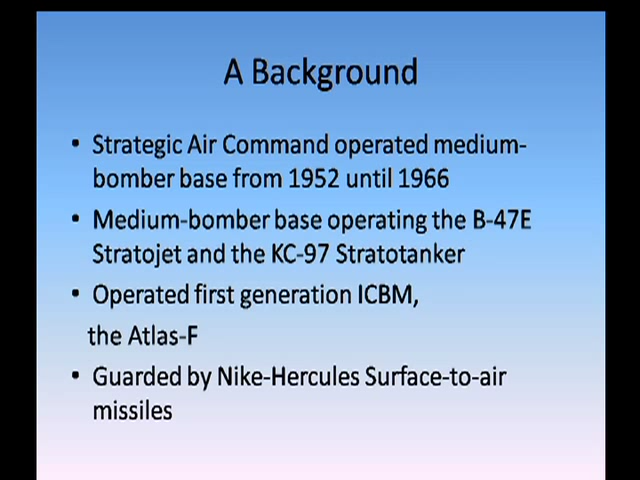 A Background
• Strategic Air Command operated medium-
bomber base from 1952 until 1966
• Medium-bomber base operating the B-47E
Stratojet and the KC-97 Stratotanker
• Operated first generation ICBM,
the Atlas-F
• Guarded by Nike-Hercules Surface-to-air
missiles